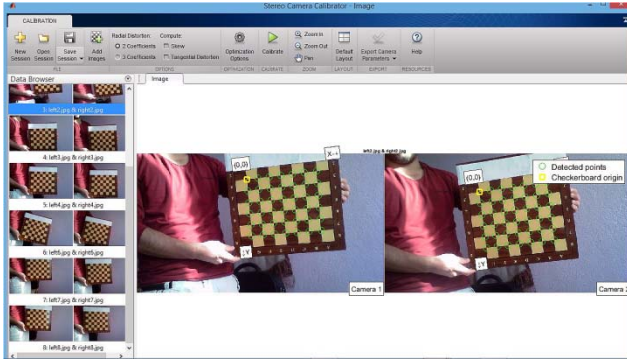 Stereo Camera Calibrator - Image
CALIBRATION
New Session
Open Session
Save Session
Add Images
Radial Distortion:
2 Coefficients
3 Coefficients
Compute:
Skew
Tangential Distortion
Optimization Options
Calibrate
Zoom In
Zoom Out
Pan
Default Layout
Export Camera Parameters
Help
FILE
OPTIONS
OPTIMIZATION
CALIBRATE
ZOOM
LAYOUT
EXPORT
RESOURCES
Data Browser
Image
3: left2.jpg & right2.jpg
4: left3.jpg & right3.jpg
5: left4.jpg & right4.jpg
6: left6.jpg & right6.jpg
7: left7.jpg & right7.jpg
8: left8.jpg & right8.jpg
left2.jpg & right2.jpg
(0,0)
X→
Y
Camera 1
(0,0)
Y
Detected points
Checkerboard origin
Camera 2